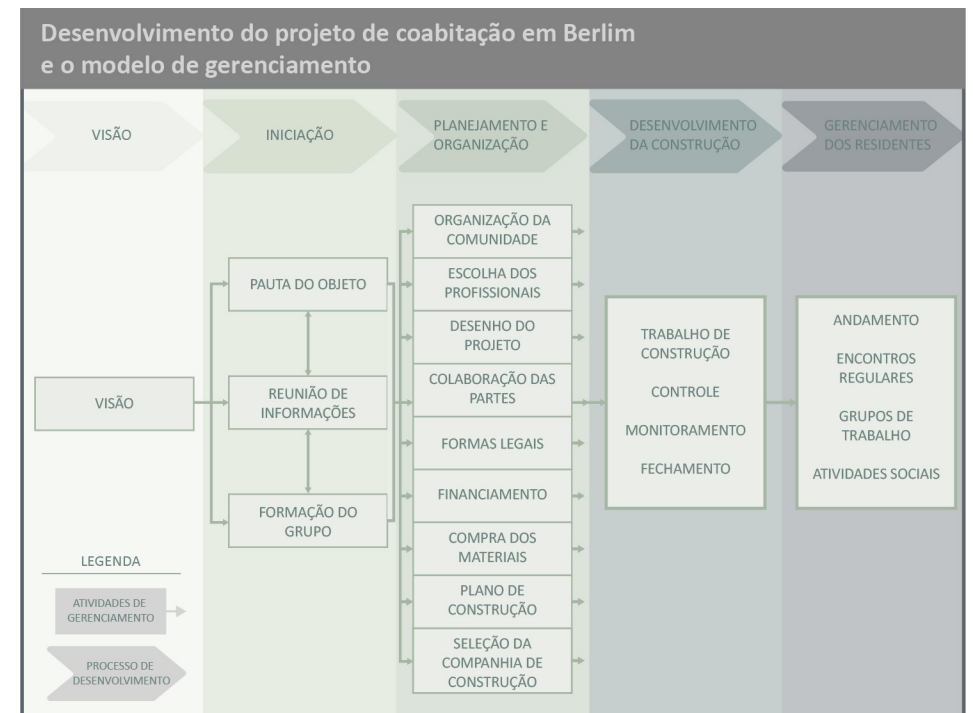 Desenvolvimento do projeto de coabitação em Berlim
e o modelo de gerenciamento
VISÃO
INICIAÇÃO
PLANEJAMENTO E
ORGANIZAÇÃO
DESENVOLVIMENTO
DA CONSTRUÇÃO
GERENCIAMENTO
DOS RESIDENTES
VISÃO
PAUTA DO OBJETO
REUNIÃO DE
INFORMAÇÕES
FORMAÇÃO DO
GRUPO
ORGANIZAÇÃO DA
COMUNIDADE
ESCOLHA DOS
PROFISSIONAIS
DESENHO DO
PROJETO
COLABORAÇÃO DAS
PARTES
FORMAS LEGAIS
FINANCIAMENTO
COMPRA DOS
MATERIAIS
PLANO DE
CONSTRUÇÃO
SELEÇÃO DA
COMPANHIA DE
CONSTRUÇÃO
TRABALHO DE
CONSTRUÇÃO
CONTROLE
MONITORAMENTO
FECHAMENTO
ANDAMENTO
ENCONTROS
REGULARES
GRUPOS DE
TRABALHO
ATIVIDADES SOCIAIS
LEGENDA
ATIVIDADES DE
GERENCIAMENTO
PROCESSO DE
DESENVOLVIMENTO